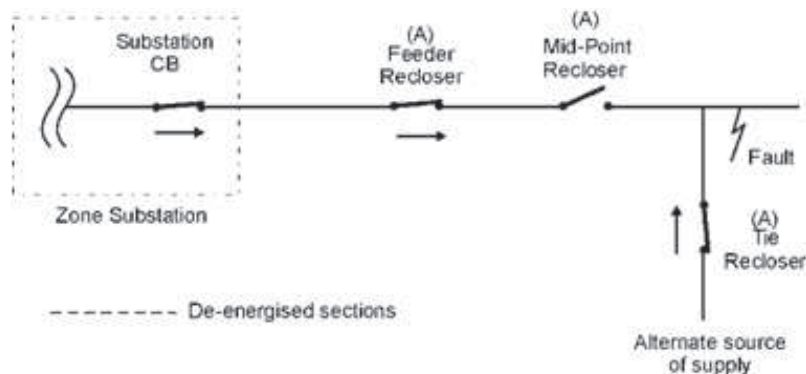 Substation
CB
(A)
Feeder
Recloser
(A)
Mid-Point
Recloser
Fault
Zone Substation
(A)
Tie
Recloser
De-energised sections
Alternate source
of supply